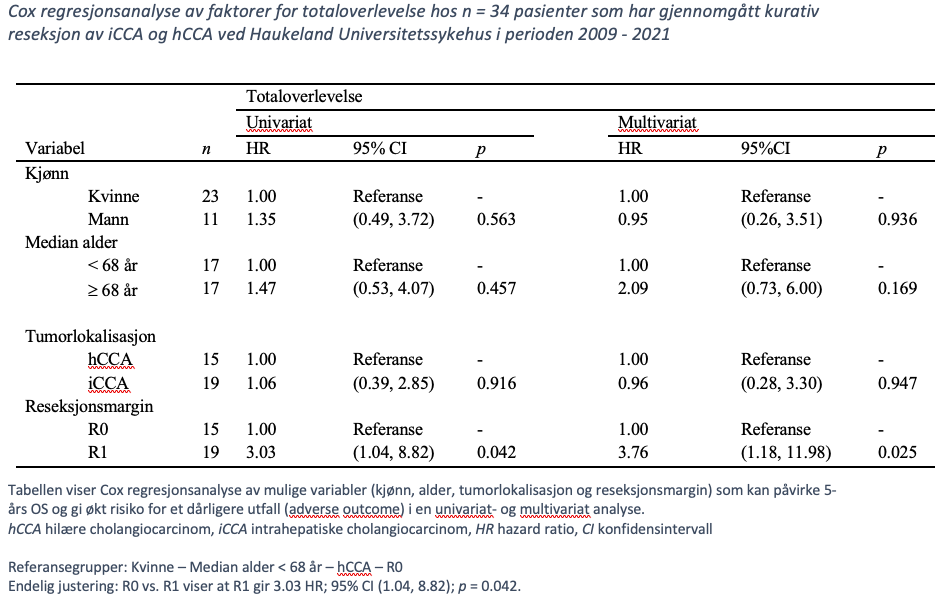 Cox regresjonsanalyse av faktorer for totaloverlevelse hos n = 34 pasienter som har gjennomgått kurativ
reseksjon av iCCA og hCCA ved Haukeland Universitetssykehus i perioden 2009 - 2021
Totaloverlevelse
Univariat Multivariat
Variabel n HR 95% CI p HR 95%CI p
Kjønn
Kvinne 23 1.00 Referanse - 1.00 Referanse -
Mann 11 1.35 (0.49, 3.72) 0.563 0.95 (0.26, 3.51) 0.936
Median alder
< 68 år 17 1.00 Referanse - 1.00 Referanse -
≥ 68 år 17 1.47 (0.53, 4.07) 0.457 2.09 (0.73, 6.00) 0.169
Tumorlokalisasjon
hCCA 15 1.00 Referanse - 1.00 Referanse -
iCCA 19 1.06 (0.39, 2.85) 0.916 0.96 (0.28, 3.30) 0.947
Reseksjonsmargin
R0 15 1.00 Referanse - 1.00 Referanse -
R1 19 3.03 (1.04, 8.82) 0.042 3.76 (1.18, 11.98) 0.025
Tabellen viser Cox regresjonsanalyse av mulige variabler (kjønn, alder, tumorlokalisasjon og reseksjonsmargin) som kan påvirke 5-
års OS og gi økt risiko for et dårligere utfall (adverse outcome) i en univariat- og multivariat analyse.
hCCA hilære cholangiocarcinom, iCCA intrahepatiske cholangiocarcinom, HR hazard ratio, CI konfidensintervall
Referansegrupper: Kvinne – Median alder < 68 år – hCCA – R0
Endelig justering: R0 vs. R1 viser at R1 gir 3.03 HR; 95% CI (1.04, 8.82); p = 0.042.